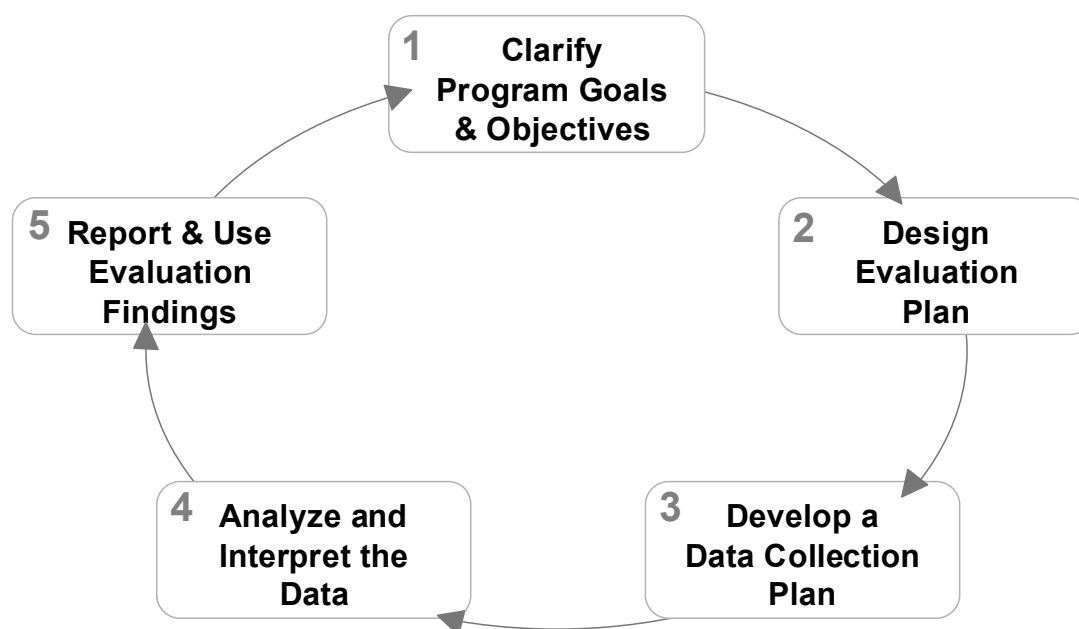 1
Clarify
Program Goals
& Objectives
2
Design
Evaluation
Plan
3
Develop a
Data Collection
Plan
4
Analyze and
Interpret the
Data
5
Report & Use
Evaluation
Findings